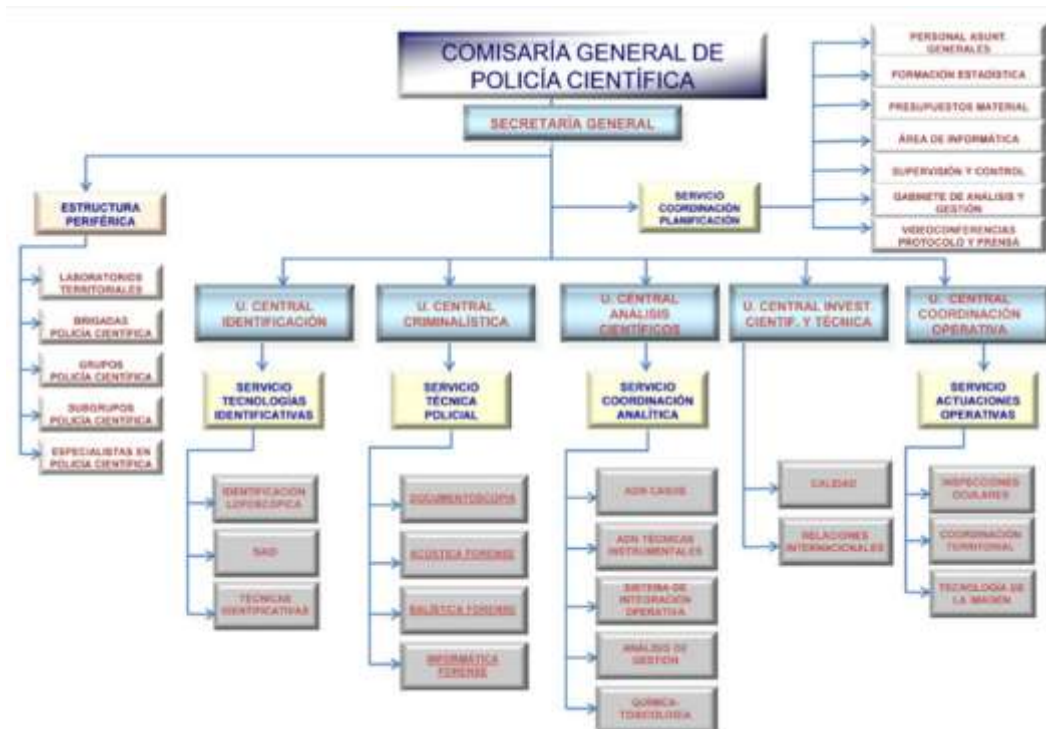 COMISARÍA GENERAL DE
POLICÍA CIENTÍFICA
SECRETARÍA GENERAL
PERSONAL ASUNT.
GENERALES
FORMACIÓN ESTADÍSTICA
PRESUPUESTOS MATERIAL
ÁREA DE INFORMÁTICA
SUPERVISIÓN Y CONTROL
GABINETE DE ANÁLISIS Y
GESTIÓN
VIDEOCONFERENCIAS
PROTOCOLO Y PRENSA
SERVICIO
COORDINACIÓN
PLANIFICACIÓN
ESTRUCTURA
PERIFÉRICA
LABORATORIOS
TERRITORIALES
BRIGADAS
POLICÍA CIENTÍFICA
GRUPOS
POLICÍA CIENTÍFICA
SUBGRUPOS
POLICÍA CIENTÍFICA
ESPECIALISTAS EN
POLICÍA CIENTÍFICA
U. CENTRAL
IDENTIFICACIÓN
SERVICIO
TECNOLOGÍAS
IDENTIFICATIVAS
IDENTIFICACIÓN
LOFOSCÓPICA
SAID
TÉCNICAS
IDENTIFICATIVAS
U. CENTRAL
CRIMINALÍSTICA
SERVICIO
TÉCNICA
POLICIAL
DOCUMENTOSCOPIA
ACÚSTICA FORENSE
BALÍSTICA FORENSE
INFORMÁTICA
FORENSE
U. CENTRAL
ANÁLISIS
CIENTÍFICOS
SERVICIO
COORDINACIÓN
ANALÍTICA
ADN CASOS
ADN TÉCNICAS
INSTRUMENTALES
SISTEMA DE
INTEGRACIÓN
OPERATIVA
ANÁLISIS DE
GESTIÓN
QUÍMICA-
TOXICOLOGÍA
U. CENTRAL INVEST.
CIENTIF. Y TÉCNICA
CALIDAD
RELACIONES
INTERNACIONALES
U. CENTRAL
COORDINACIÓN
OPERATIVA
SERVICIO
ACTUACIONES
OPERATIVAS
INSPECCIONES
OCULARES
COORDINACIÓN
TERRITORIAL
TECNOLOGÍA DE
LA IMAGEN